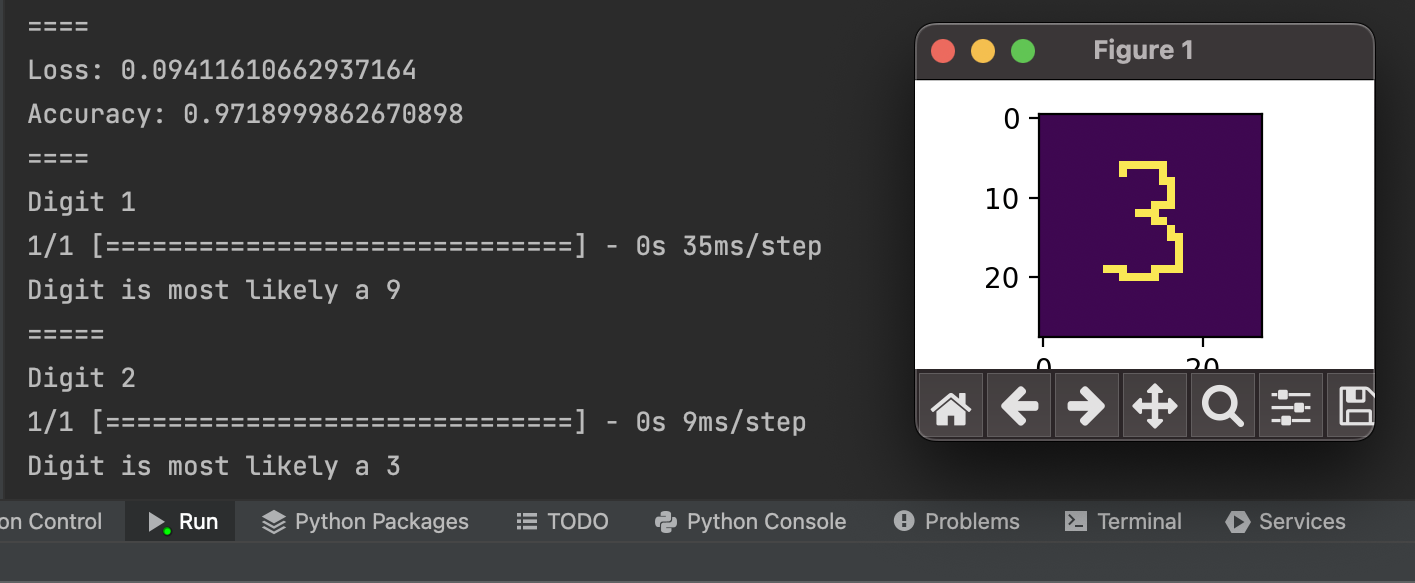 ====
Loss: 0.09411610662937164
Accuracy: 0.9718999862670898
====
Digit 1
1/1 [==============================] - 0s 35ms/step
Digit is most likely a 9
=====
Digit 2
1/1 [==============================] - 0s 9ms/step
Digit is most likely a 3
Figure 1
0
10
20
3
0 20
on Control Run Python Packages TODO Python Console Problems Terminal Services